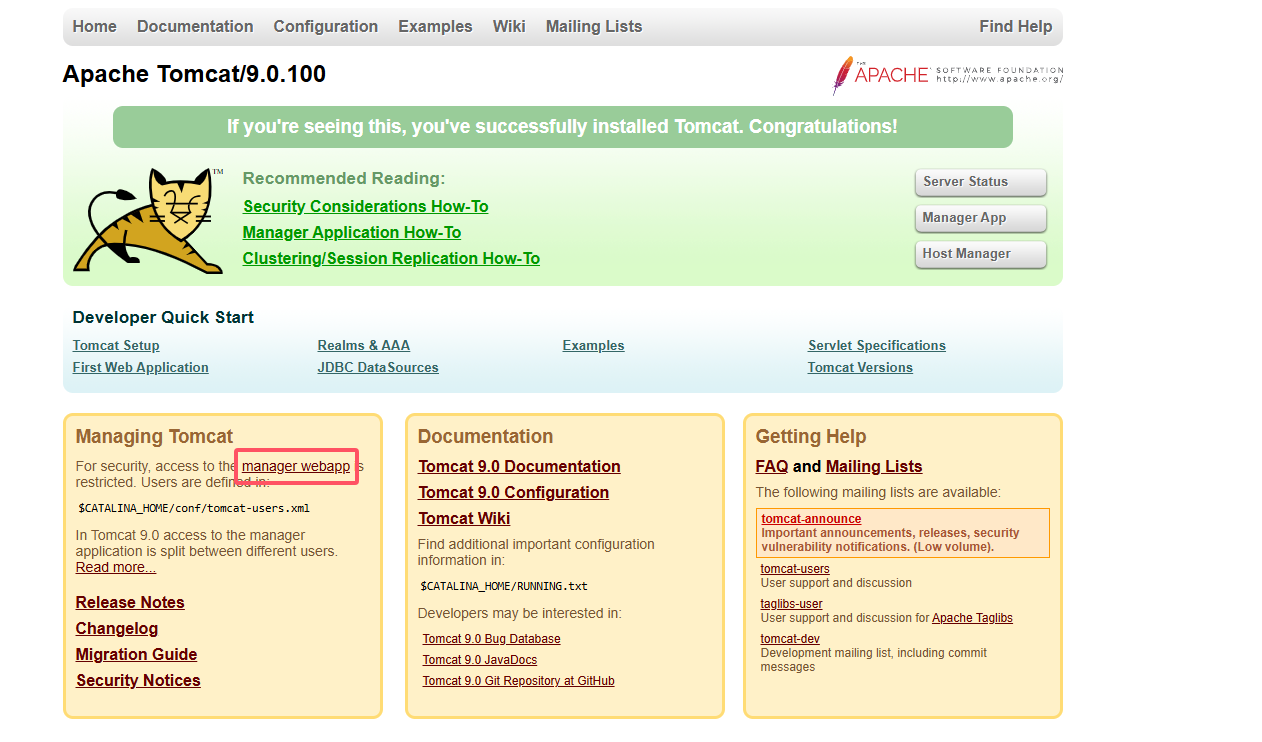 Home Documentation Configuration Examples Wiki Mailing Lists Find Help
Apache Tomcat/9.0.100
THE
APACHE SOFTWARE FOUNDATION
http://www.apache.org/
If you're seeing this, you've successfully installed Tomcat. Congratulations!
TM
Recommended Reading:
Security Considerations How-To
Manager Application How-To
Clustering/Session Replication How-To
Server Status
Manager App
Host Manager
Developer Quick Start
Tomcat Setup
First Web Application
Realms & AAA
JDBC DataSources
Examples
Servlet Specifications
Tomcat Versions
Managing Tomcat
For security, access to the manager webapp is
restricted. Users are defined in:
$CATALINA_HOME/conf/tomcat-users.xml
In Tomcat 9.0 access to the manager
application is split between different users.
Read more...
Release Notes
Changelog
Migration Guide
Security Notices
Documentation
Tomcat 9.0 Documentation
Tomcat 9.0 Configuration
Tomcat Wiki
Find additional important configuration
information in:
$CATALINA_HOME/RUNNING.txt
Developers may be interested in:
Tomcat 9.0 Bug Database
Tomcat 9.0 JavaDocs
Tomcat 9.0 Git Repository at GitHub
Getting Help
FAQ and Mailing Lists
The following mailing lists are available:
tomcat-announce
Important announcements, releases, security
vulnerability notifications. (Low volume).
tomcat-users
User support and discussion
taglibs-user
User support and discussion for Apache Taglibs
tomcat-dev
Development mailing list, including commit
messages